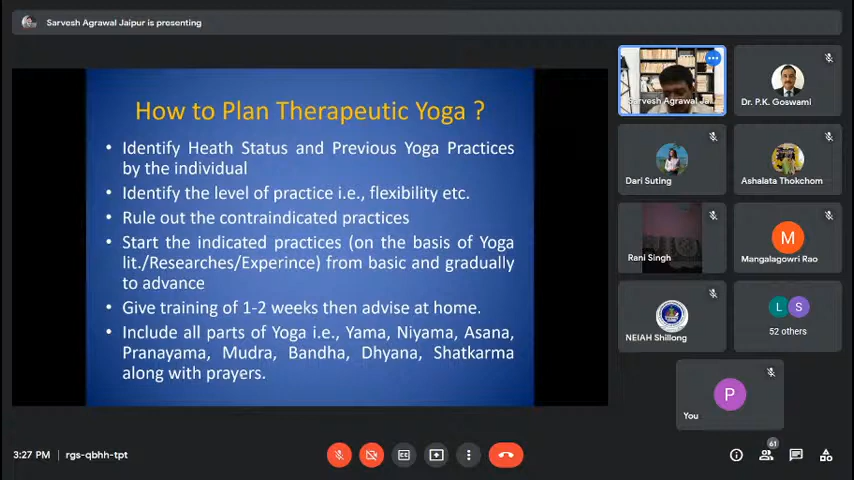 Sarvesh Agrawal Jaipur is presenting
How to Plan Therapeutic Yoga ?
• Identify Heath Status and Previous Yoga Practices
by the individual
• Identify the level of practice i.e., flexibility etc.
• Rule out the contraindicated practices
• Start the indicated practices (on the basis of Yoga
lit./Researches/Experince) from basic and gradually
to advance
• Give training of 1-2 weeks then advise at home.
• Include all parts of Yoga i.e., Yama, Niyama, Asana,
Pranayama, Mudra, Bandha, Dhyana, Shatkarma
along with prayers.
Sarvesh Agrawal Ja...
Dr. P.K. Goswami
Dari Suting
Ashalata Thokchom
Rani Singh
M
Mangalagowri Rao
NEIAH Shillong
L S
52 others
P
You
3:27 PM | rgs-qbhh-tpt
61